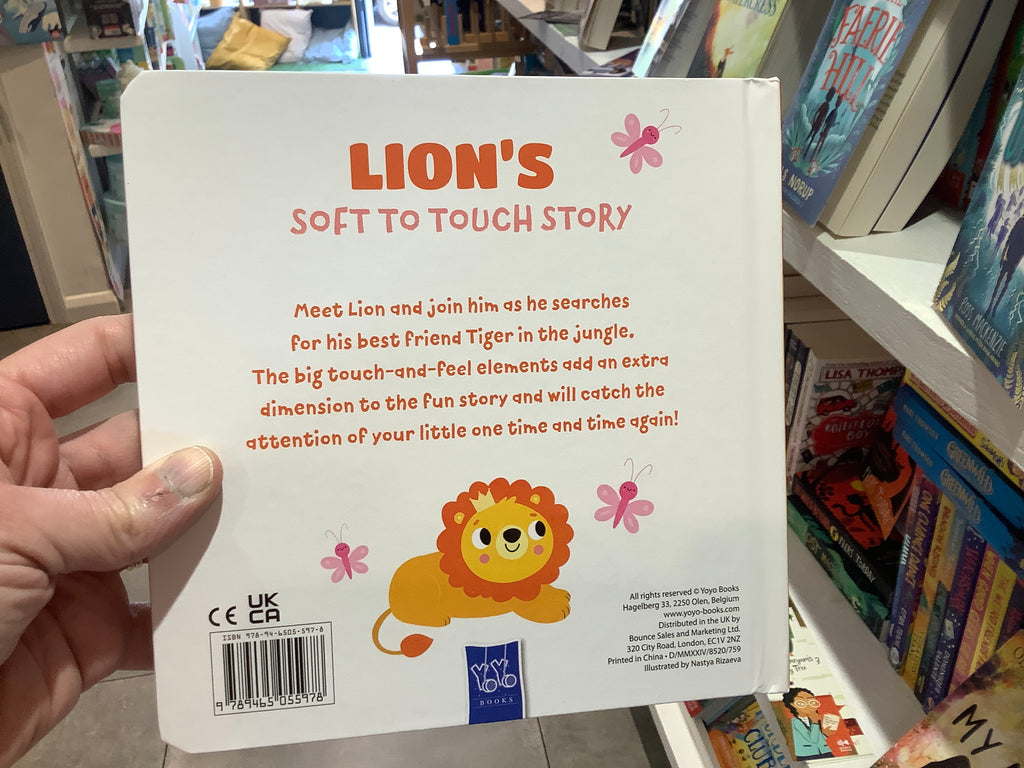 LION'S
SOFT TO TOUCH STORY
Meet Lion and join him as he searches
for his best friend Tiger in the jungle.
The big touch-and-feel elements add an extra
dimension to the fun story and will catch the
attention of your little one time and time again!
CE UK
CA
ISBN 978-94-6505-597-8
9 789465 055978
YOYO
BOOKS
All rights reserved © Yoyo Books
Hagelberg 33, 2250 Olen, Belgium
www.yoyo-books.com
Distributed in the UK by
Bounce Sales and Marketing Ltd.
320 City Road, London, EC1V 2NZ
Printed in China • D/MMXXIV/8520/759
Illustrated by Nastya Rizaeva
FAERIE
HILL
LISA THOMP
GREENWILD
GREENWILD
CLUB
MY